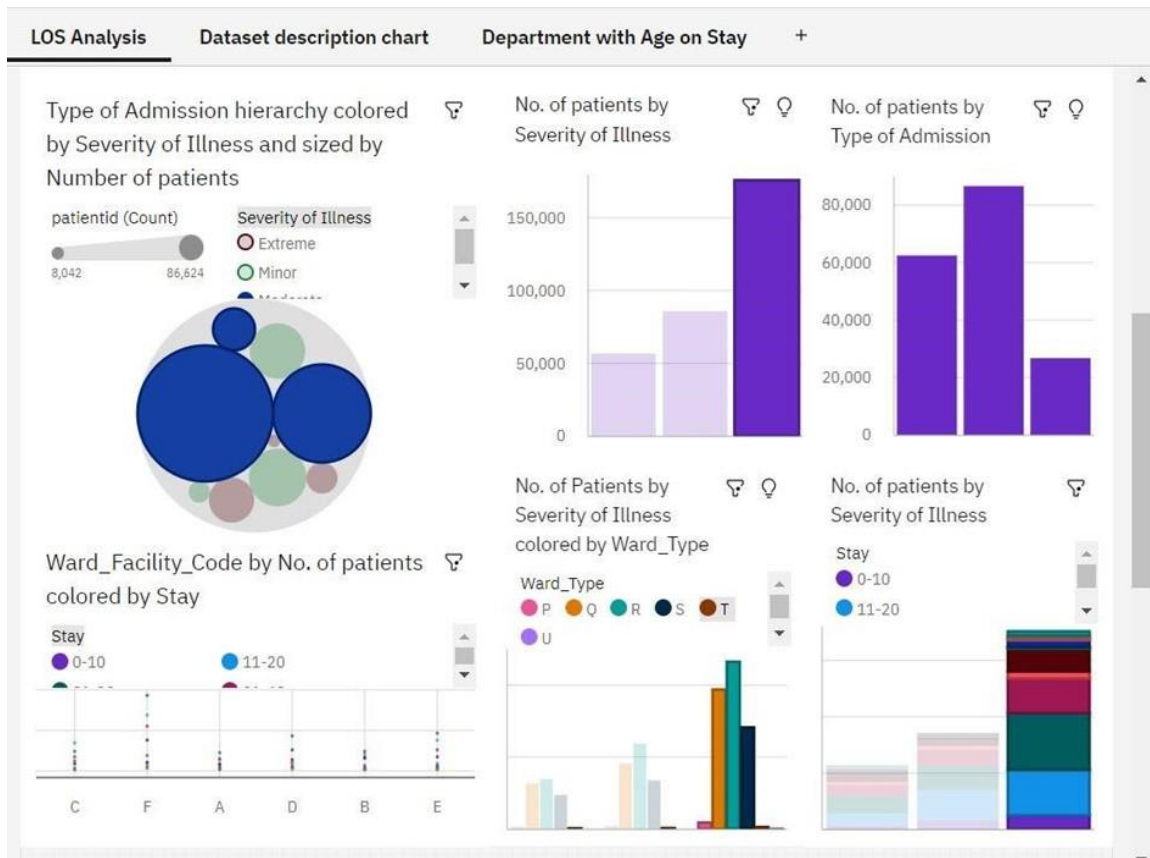 LOS Analysis
Dataset description chart
Department with Age on Stay
+
Type of Admission hierarchy colored
by Severity of Illness and sized by
Number of patients
patientid (Count)
8,042
86,624
Severity of Illness
Extreme
Minor
No. of patients by
Severity of Illness
150,000
100,000
50,000
0
No. of patients by
Type of Admission
80,000
60,000
40,000
20,000
0
Ward_Facility_Code by No. of patients
colored by Stay
Stay
0-10
11-20
C
F
A
D
B
E
No. of Patients by
Severity of Illness
colored by Ward_Type
Ward_Type
P
Q
R
S
T
U
No. of patients by
Severity of Illness
Stay
0-10
11-20